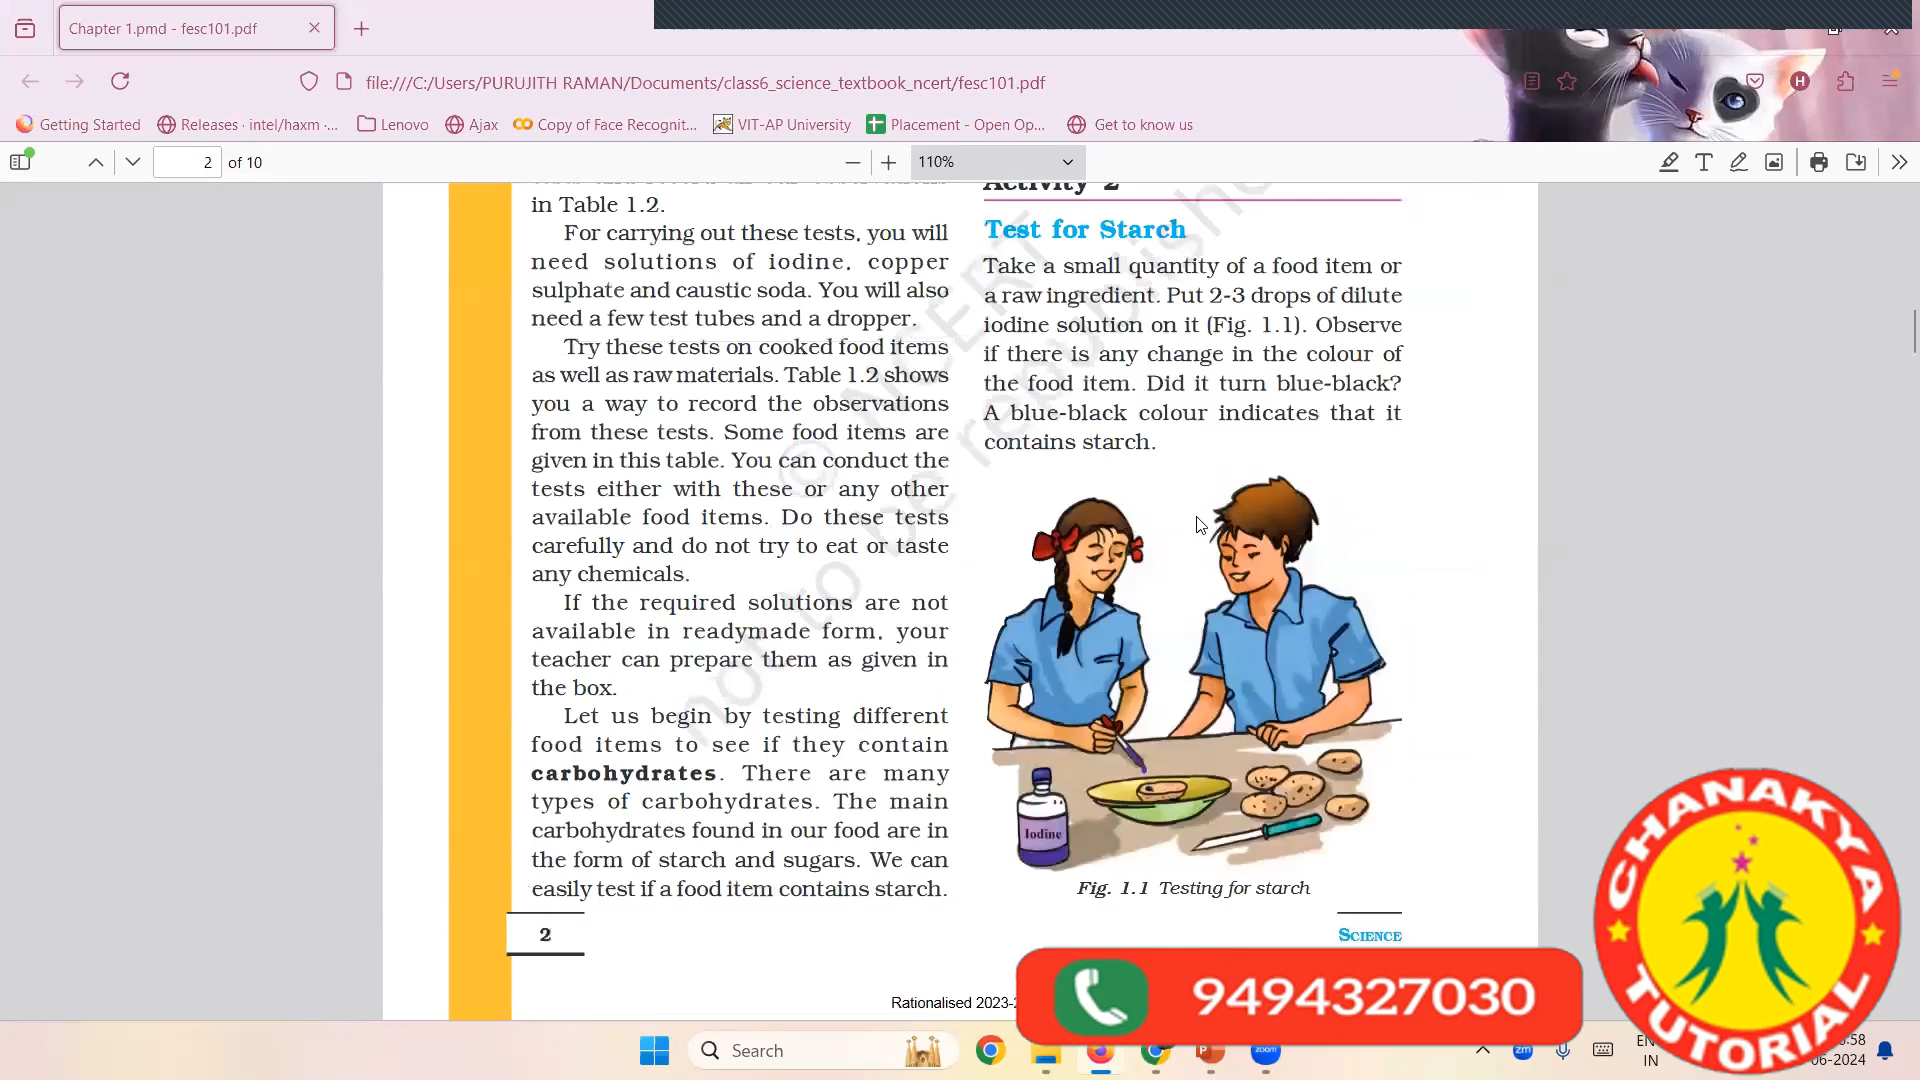 Chapter 1.pmd - fesc101.pdf
file:///C:/Users/PURUJITH RAMAN/Documents/class6_science_textbook_ncert/fesc101.pdf
Getting Started
Releases · intel/haxm ·...
Lenovo
Ajax
Copy of Face Recognit...
VIT-AP University
Placement - Open Op...
Get to know us
H
2 of 10
110%
in Table 1.2.
For carrying out these tests, you will
need solutions of iodine, copper
sulphate and caustic soda. You will also
need a few test tubes and a dropper.
Try these tests on cooked food items
as well as raw materials. Table 1.2 shows
you a way to record the observations
from these tests. Some food items are
given in this table. You can conduct the
tests either with these or any other
available food items. Do these tests
carefully and do not try to eat or taste
any chemicals.
If the required solutions are not
available in readymade form, your
teacher can prepare them as given in
the box.
Let us begin by testing different
food items to see if they contain
carbohydrates. There are many
types of carbohydrates. The main
carbohydrates found in our food are in
the form of starch and sugars. We can
easily test if a food item contains starch.
2
Activity 2
Test for Starch
Take a small quantity of a food item or
a raw ingredient. Put 2-3 drops of dilute
iodine solution on it (Fig. 1.1). Observe
if there is any change in the colour of
the food item. Did it turn blue-black?
A blue-black colour indicates that it
contains starch.
Iodine
Fig. 1.1 Testing for starch
SCIENCE
© NCERT
not to be republished
Rationalised 2023-2
9494327030
CHANAKYA
TUTORIAL
Search
zoom
zm
IN
:58
06-2024